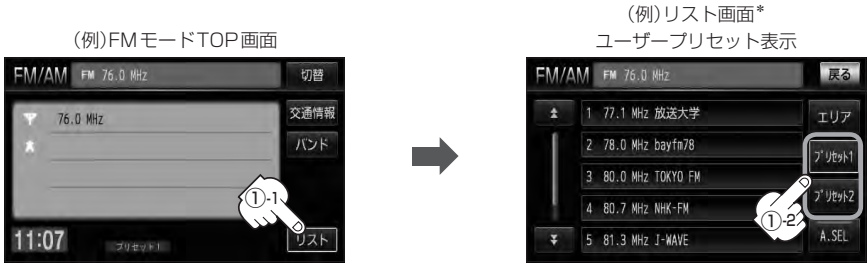 (例)FMモードTOP画面
FM/AM FM 76.0 MHz 切替
76.0 MHz 交通情報
バンド
①-1
11:07 プリセット1 リスト
(例)リスト画面*
ユーザープリセット表示
FM/AM FM 76.0 MHz 戻る
1 77.1 MHz 放送大学 エリア
2 78.0 MHz bayfm78 プリセット1
3 80.0 MHz TOKYO FM
4 80.7 MHz NHK-FM プリセット2
①-2
5 81.3 MHz J-WAVE A.SEL